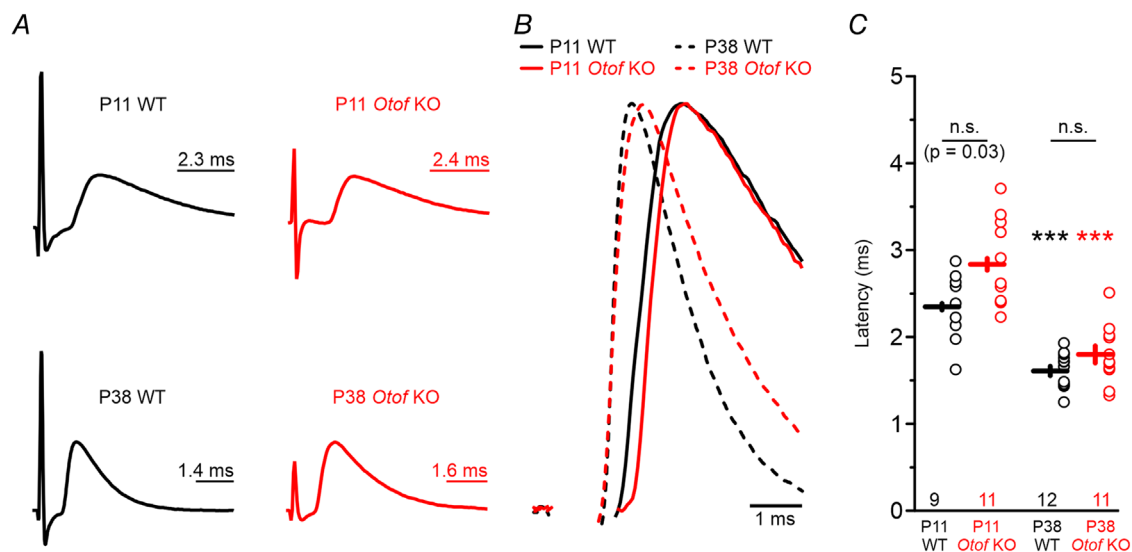 A
P11 WT
2.3 ms
P11 Otof KO
2.4 ms
P38 WT
1.4 ms
P38 Otof KO
1.6 ms
B
P11 WT
P38 WT
P11 Otof KO
P38 Otof KO
1 ms
C
Latency (ms)
5
4
3
2
1
0
n.s.
(p = 0.03)
n.s.
*** ***
9 11 12 11
P11 WT
P11 Otof KO
P38 WT
P38 Otof KO